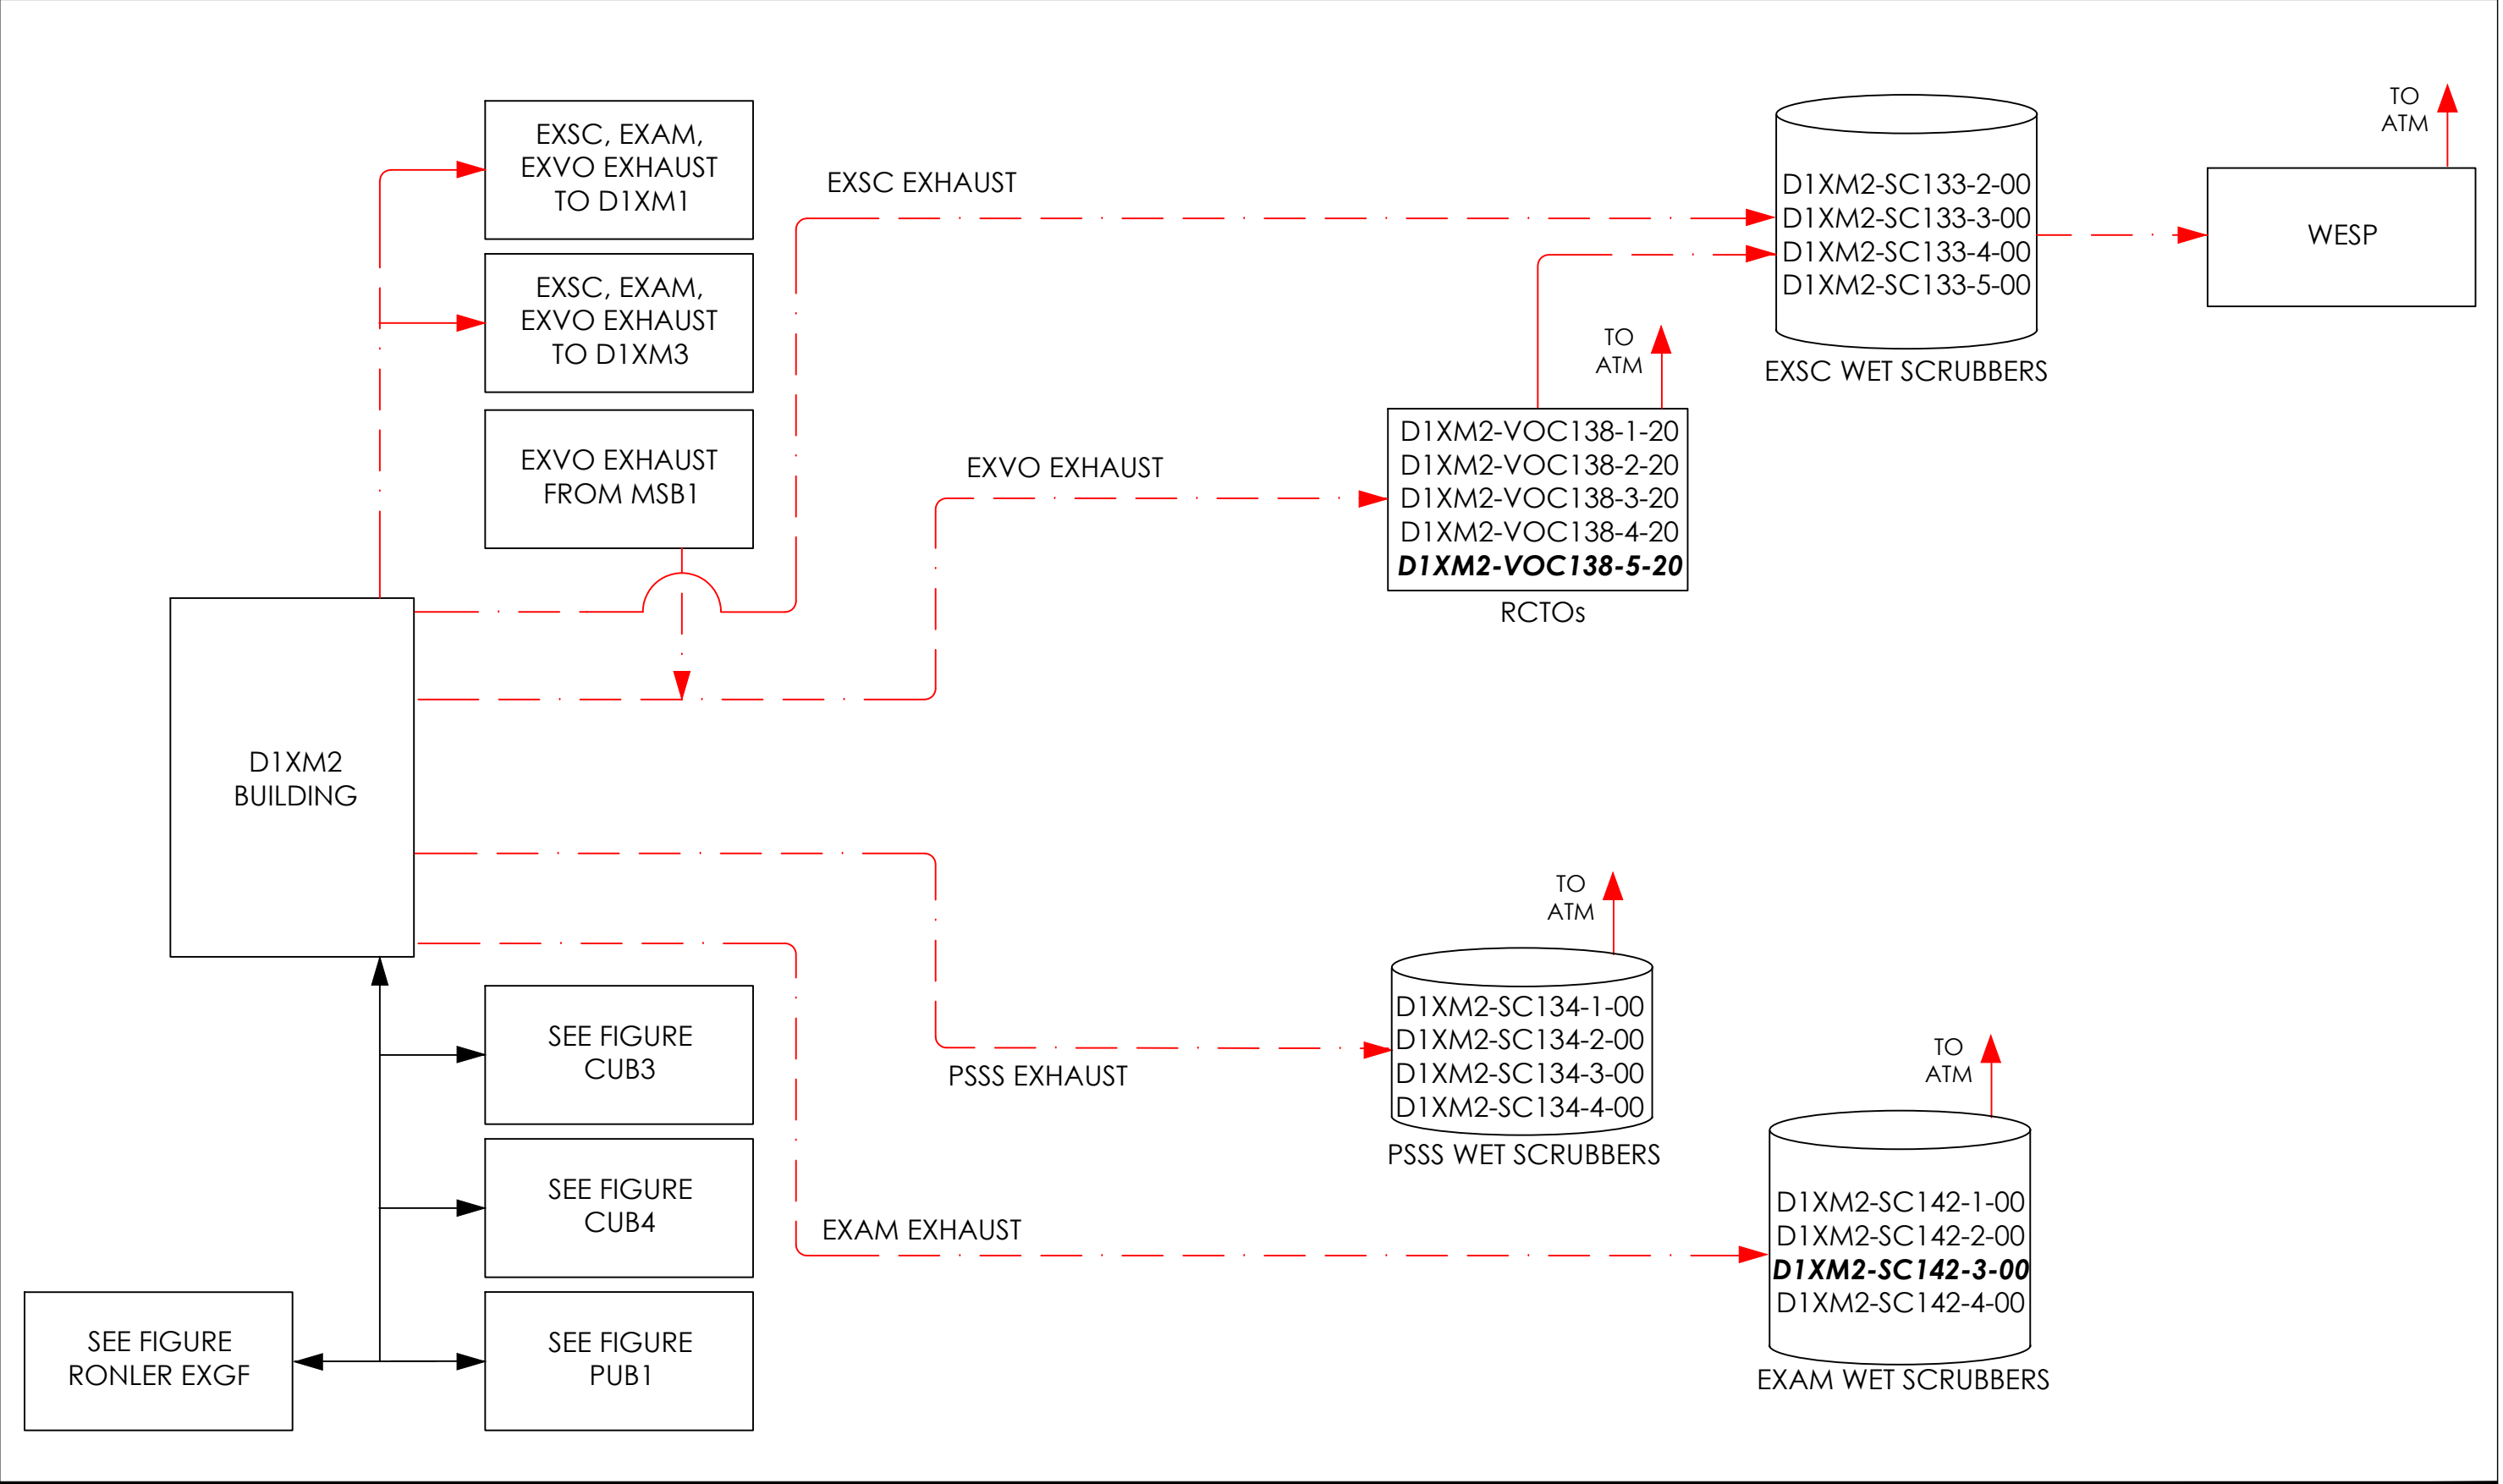 EXSC, EXAM,
EXVO EXHAUST
TO D1XM1
EXSC, EXAM,
EXVO EXHAUST
TO D1XM3
EXVO EXHAUST
FROM MSB1
EXSC EXHAUST
D1XM2-SC133-2-00
D1XM2-SC133-3-00
D1XM2-SC133-4-00
D1XM2-SC133-5-00
EXSC WET SCRUBBERS
TO
ATM
WESP
EXVO EXHAUST
TO
ATM
D1XM2-VOC138-1-20
D1XM2-VOC138-2-20
D1XM2-VOC138-3-20
D1XM2-VOC138-4-20
D1XM2-VOC138-5-20
RCTOs
D1XM2
BUILDING
PSSS EXHAUST
TO
ATM
D1XM2-SC134-1-00
D1XM2-SC134-2-00
D1XM2-SC134-3-00
D1XM2-SC134-4-00
PSSS WET SCRUBBERS
EXAM EXHAUST
TO
ATM
D1XM2-SC142-1-00
D1XM2-SC142-2-00
D1XM2-SC142-3-00
D1XM2-SC142-4-00
EXAM WET SCRUBBERS
SEE FIGURE
CUB3
SEE FIGURE
CUB4
SEE FIGURE
RONLER EXGF
SEE FIGURE
PUB1